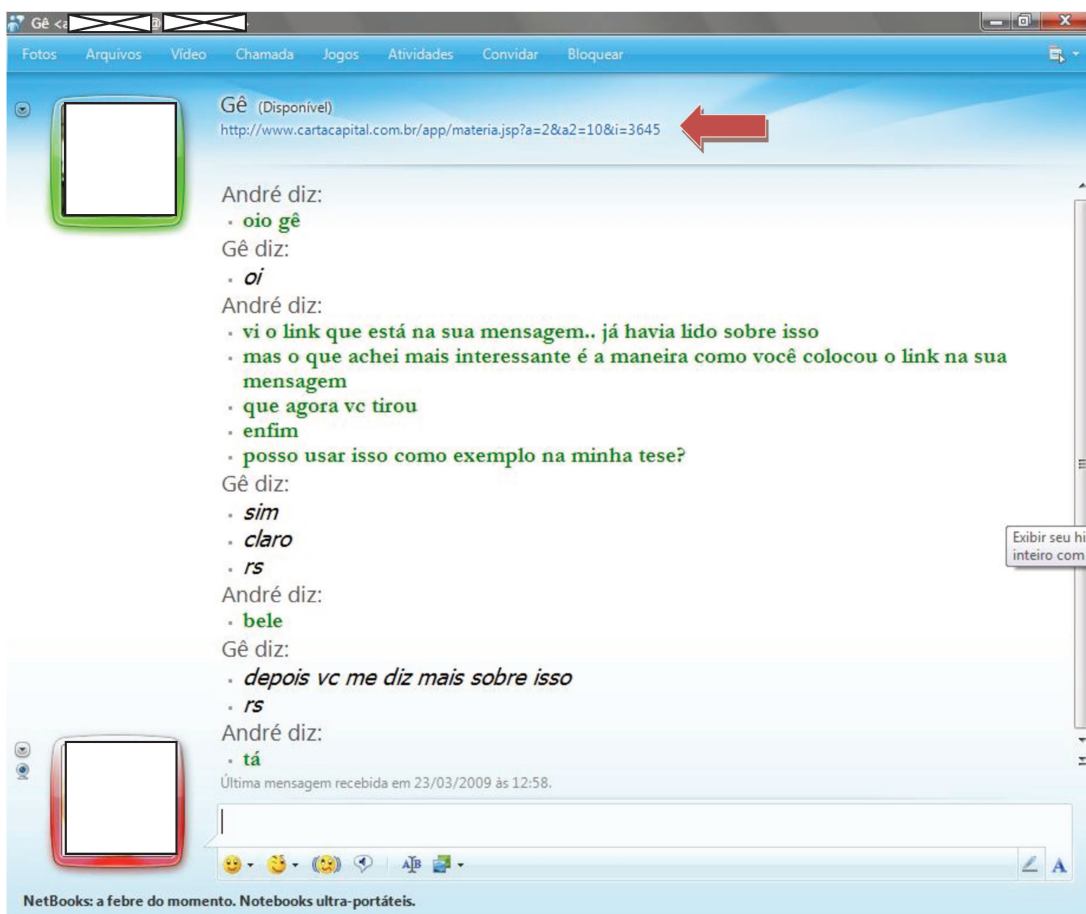 Gê <a
Fotos Arquivos Vídeo Chamada Jogos Atividades Convidar Bloquear
Gê (Disponível)
http://www.cartacapital.com.br/app/materia.jsp?a=2&a2=10&i=3645
André diz:
oio gê
Gê diz:
oi
André diz:
vi o link que está na sua mensagem.. já havia lido sobre isso
mas o que achei mais interessante é a maneira como você colocou o link na sua
mensagem
que agora vc tirou
enfim
posso usar isso como exemplo na minha tese?
Gê diz:
sim
claro
rs
André diz:
bele
Gê diz:
depois vc me diz mais sobre isso
rs
André diz:
tá
Exibir seu hi
inteiro com
Última mensagem recebida em 23/03/2009 às 12:58.
NetBooks: a febre do momento. Notebooks ultra-portáteis.